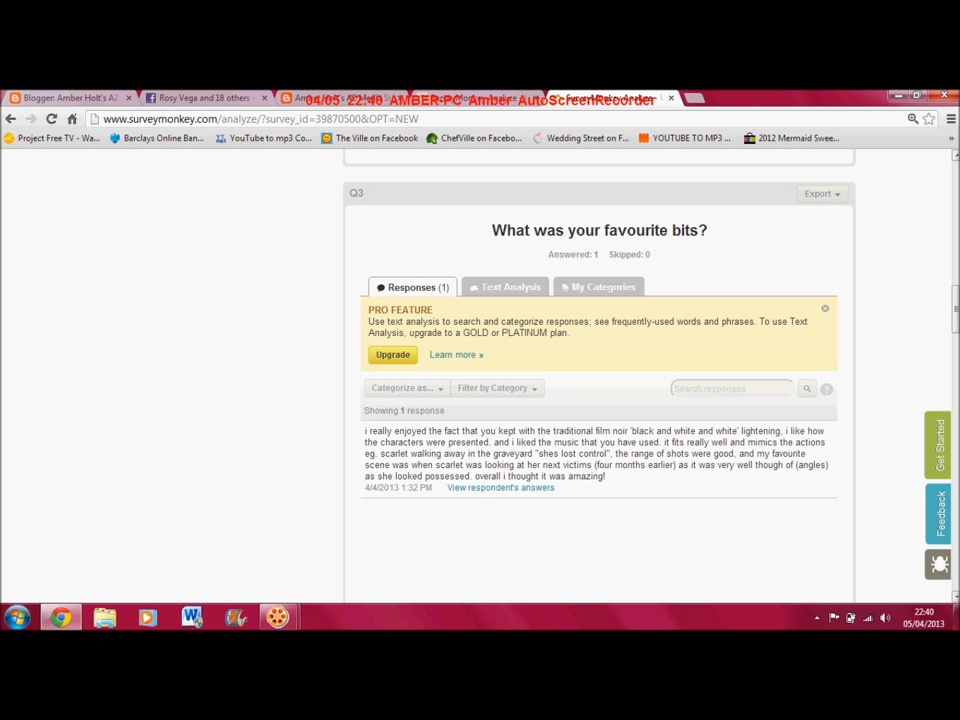 Blogger: Amber Holt's A2
Rosy Vega and 18 others
04/05 22:40 AMBER-PC Amber AutoScreenRecorder
www.surveymonkey.com/analyze/?survey_id=39870500&OPT=NEW
Project Free TV - Wa...
Barclays Online Ban...
YouTube to mp3 Co...
The Ville on Facebook
ChefVille on Facebo...
Wedding Street on F...
YOUTUBE TO MP3 ...
2012 Mermaid Swee...
Q3
Export
What was your favourite bits?
Answered: 1 Skipped: 0
Responses (1)
Text Analysis
My Categories
PRO FEATURE
Use text analysis to search and categorize responses; see frequently-used words and phrases. To use Text
Analysis, upgrade to a GOLD or PLATINUM plan.
Upgrade
Learn more »
Categorize as...
Filter by Category
Search responses
?
Showing 1 response
i really enjoyed the fact that you kept with the traditional film noir 'black and white and white' lightening, i like how
the characters were presented. and i liked the music that you have used. it fits really well and mimics the actions
eg. scarlet walking away in the graveyard "shes lost control", the range of shots were good, and my favourite
scene was when scarlet was looking at her next victims (four months earlier) as it was very well though of (angles)
as she looked possessed. overall i thought it was amazing!
4/4/2013 1:32 PM View respondent's answers
Get Started
Feedback
22:40
05/04/2013